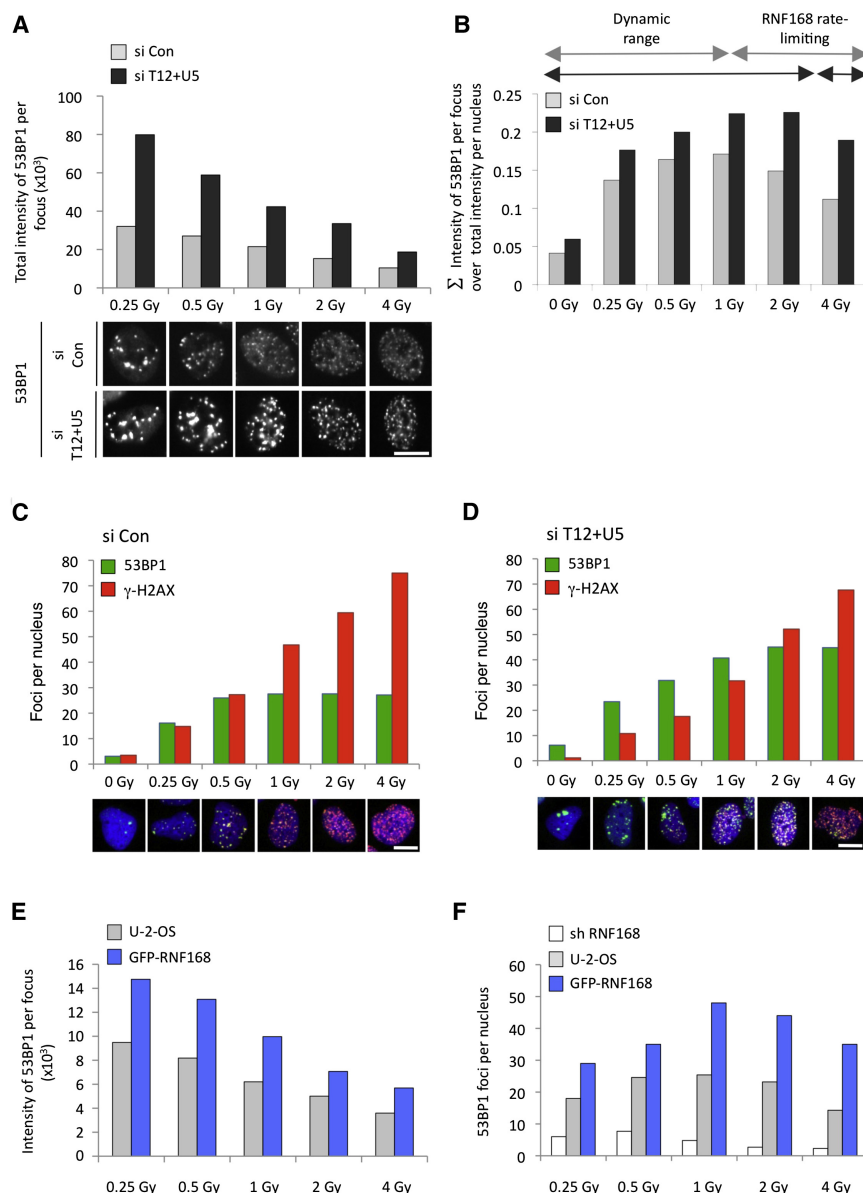 A
si Con
si T12+U5
Total intensity of 53BP1 per
focus (x10³)
100
80
60
40
20
0
0.25 Gy
0.5 Gy
1 Gy
2 Gy
4 Gy
53BP1
si
Con
si
T12+U5
B
Dynamic
range
RNF168 rate-
limiting
si Con
si T12+U5
Σ Intensity of 53BP1 per focus
over total intensity per nucleus
0.25
0.2
0.15
0.1
0.05
0
0 Gy
0.25 Gy
0.5 Gy
1 Gy
2 Gy
4 Gy
C
si Con
53BP1
γ-H2AX
Foci per nucleus
80
70
60
50
40
30
20
10
0
0 Gy
0.25 Gy
0.5 Gy
1 Gy
2 Gy
4 Gy
D
si T12+U5
53BP1
γ-H2AX
Foci per nucleus
80
70
60
50
40
30
20
10
0
0 Gy
0.25 Gy
0.5 Gy
1 Gy
2 Gy
4 Gy
E
U-2-OS
GFP-RNF168
Intensity of 53BP1 per focus
(x10³)
16
14
12
10
8
6
4
2
0
0.25 Gy
0.5 Gy
1 Gy
2 Gy
4 Gy
F
sh RNF168
U-2-OS
GFP-RNF168
53BP1 foci per nucleus
60
50
40
30
20
10
0
0.25 Gy
0.5 Gy
1 Gy
2 Gy
4 Gy